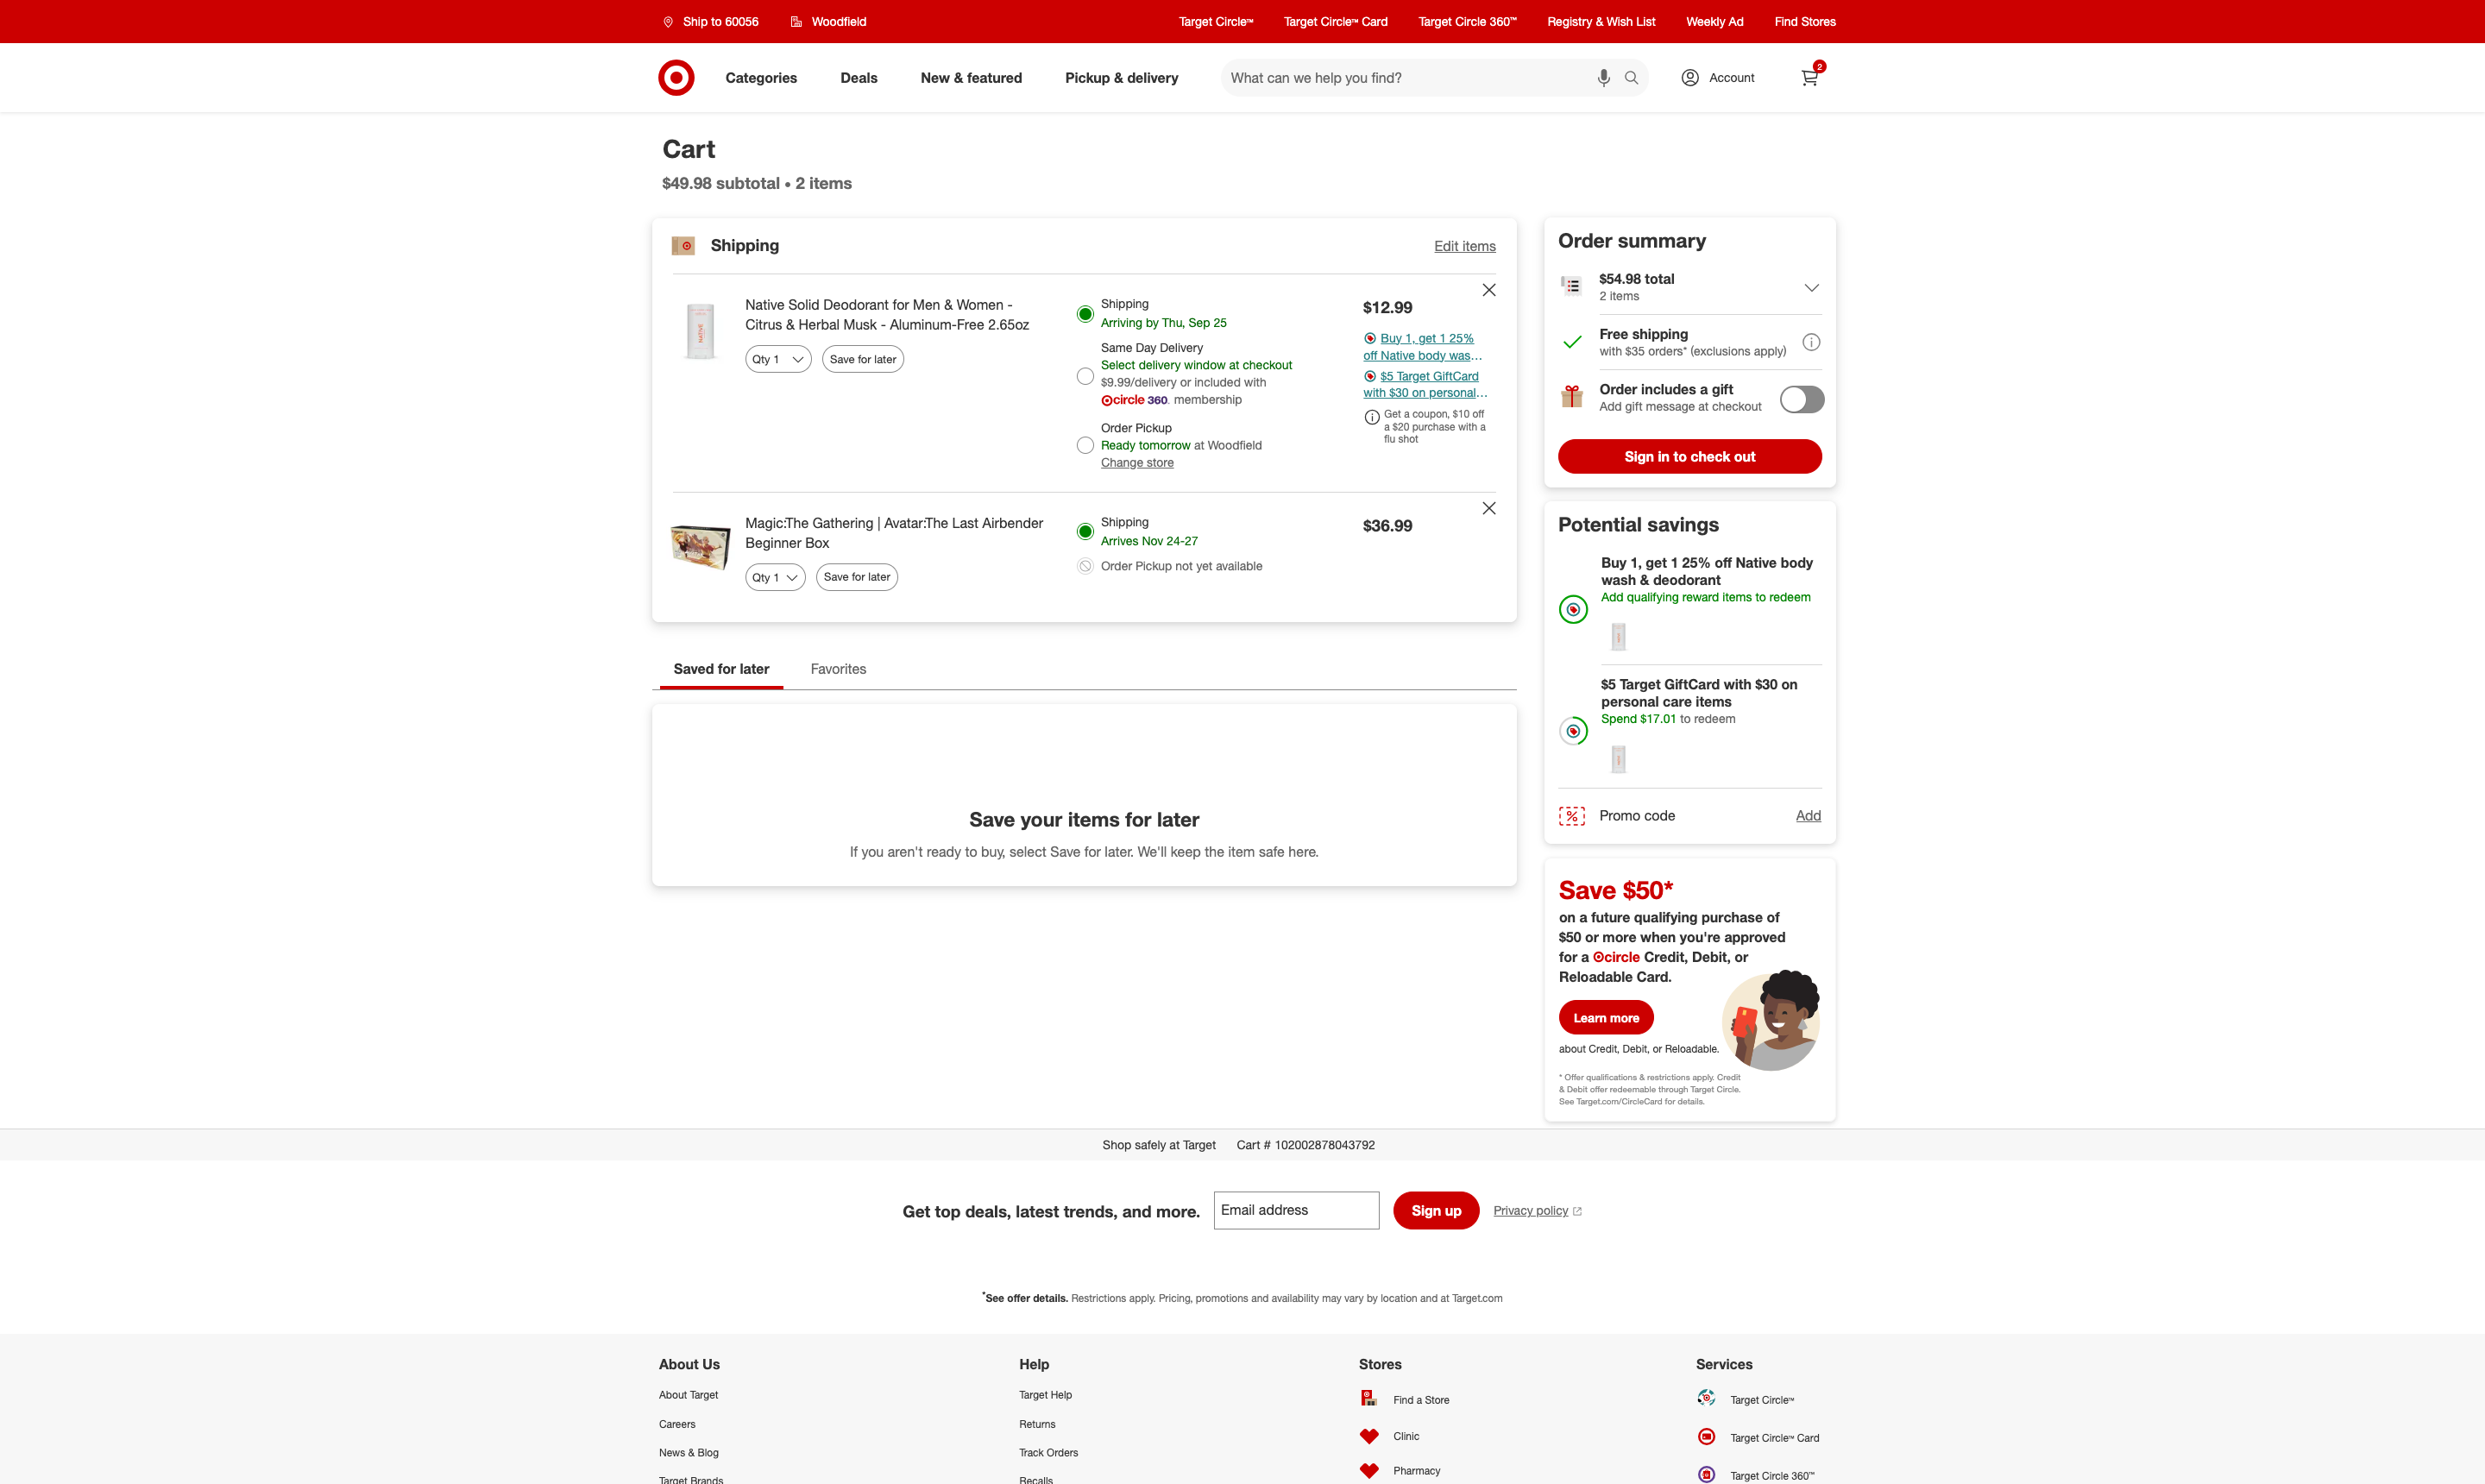 Ship to 60056
Woodfield
Target Circle™
Target Circle™ Card
Target Circle 360™
Registry & Wish List
Weekly Ad
Find Stores
Categories
Deals
New & featured
Pickup & delivery
What can we help you find?
Account
2
Cart
$49.98 subtotal • 2 items
Shipping
Edit items
Native Solid Deodorant for Men & Women -
Citrus & Herbal Musk - Aluminum-Free 2.65oz
Qty 1
Save for later
Shipping
Arriving by Thu, Sep 25
Same Day Delivery
Select delivery window at checkout
$9.99/delivery or included with
circle 360. membership
Order Pickup
Ready tomorrow at Woodfield
Change store
$12.99
Buy 1, get 1 25%
off Native body was...
$5 Target GiftCard
with $30 on personal...
Get a coupon, $10 off
a $20 purchase with a
flu shot
Magic:The Gathering | Avatar:The Last Airbender
Beginner Box
Qty 1
Save for later
Shipping
Arrives Nov 24-27
Order Pickup not yet available
$36.99
Order summary
$54.98 total
2 items
Free shipping
with $35 orders* (exclusions apply)
Order includes a gift
Add gift message at checkout
Sign in to check out
Potential savings
Buy 1, get 1 25% off Native body
wash & deodorant
Add qualifying reward items to redeem
$5 Target GiftCard with $30 on
personal care items
Spend $17.01 to redeem
Promo code
Add
Saved for later
Favorites
Save your items for later
If you aren't ready to buy, select Save for later. We'll keep the item safe here.
Save $50*
on a future qualifying purchase of
$50 or more when you're approved
for a circle Credit, Debit, or
Reloadable Card.
Learn more
about Credit, Debit, or Reloadable.
* Offer qualifications & restrictions apply. Credit
& Debit offer redeemable through Target Circle.
See Target.com/CircleCard for details.
Shop safely at Target
Cart # 102002878043792
Get top deals, latest trends, and more.
Email address
Sign up
Privacy policy
*See offer details. Restrictions apply. Pricing, promotions and availability may vary by location and at Target.com
About Us
About Target
Careers
News & Blog
Target Brands
Help
Target Help
Returns
Track Orders
Recalls
Stores
Find a Store
Clinic
Pharmacy
Services
Target Circle™
Target Circle™ Card
Target Circle 360™